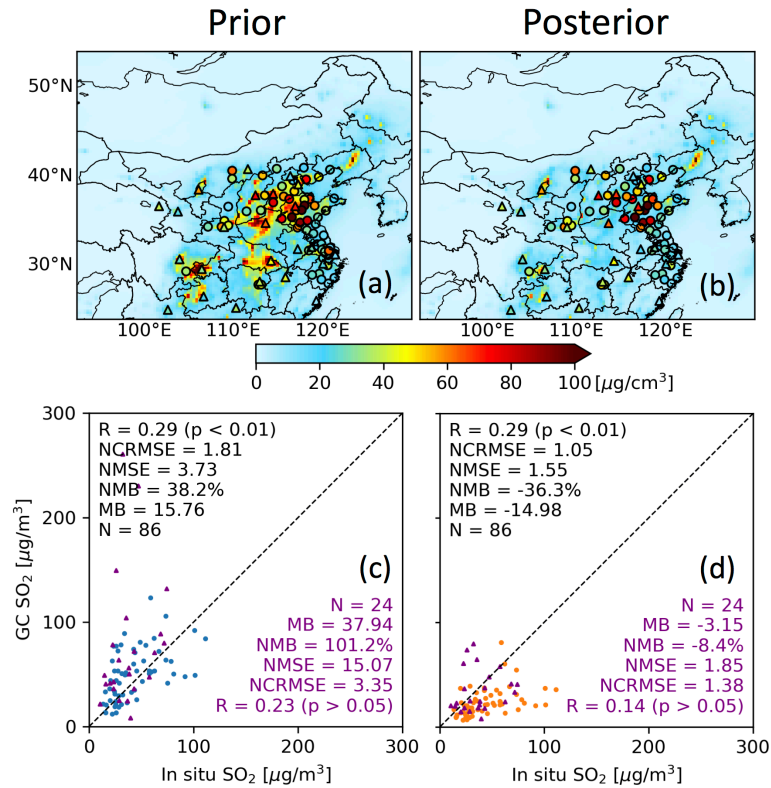 Prior
Posterior
50°N
40°N
30°N
(a)
(b)
100°E
110°E
120°E
100°E
110°E
120°E
0
20
40
60
80
100
[μg/cm³]
300
200
100
0
GC SO₂ [μg/m³]
R = 0.29 (p < 0.01)
NCRMSE = 1.81
NMSE = 3.73
NMB = 38.2%
MB = 15.76
N = 86
(c)
N = 24
MB = 37.94
NMB = 101.2%
NMSE = 15.07
NCRMSE = 3.35
R = 0.23 (p > 0.05)
0
100
200
300
In situ SO₂ [μg/m³]
R = 0.29 (p < 0.01)
NCRMSE = 1.05
NMSE = 1.55
NMB = -36.3%
MB = -14.98
N = 86
(d)
N = 24
MB = -3.15
NMB = -8.4%
NMSE = 1.85
NCRMSE = 1.38
R = 0.14 (p > 0.05)
0
100
200
300
In situ SO₂ [μg/m³]